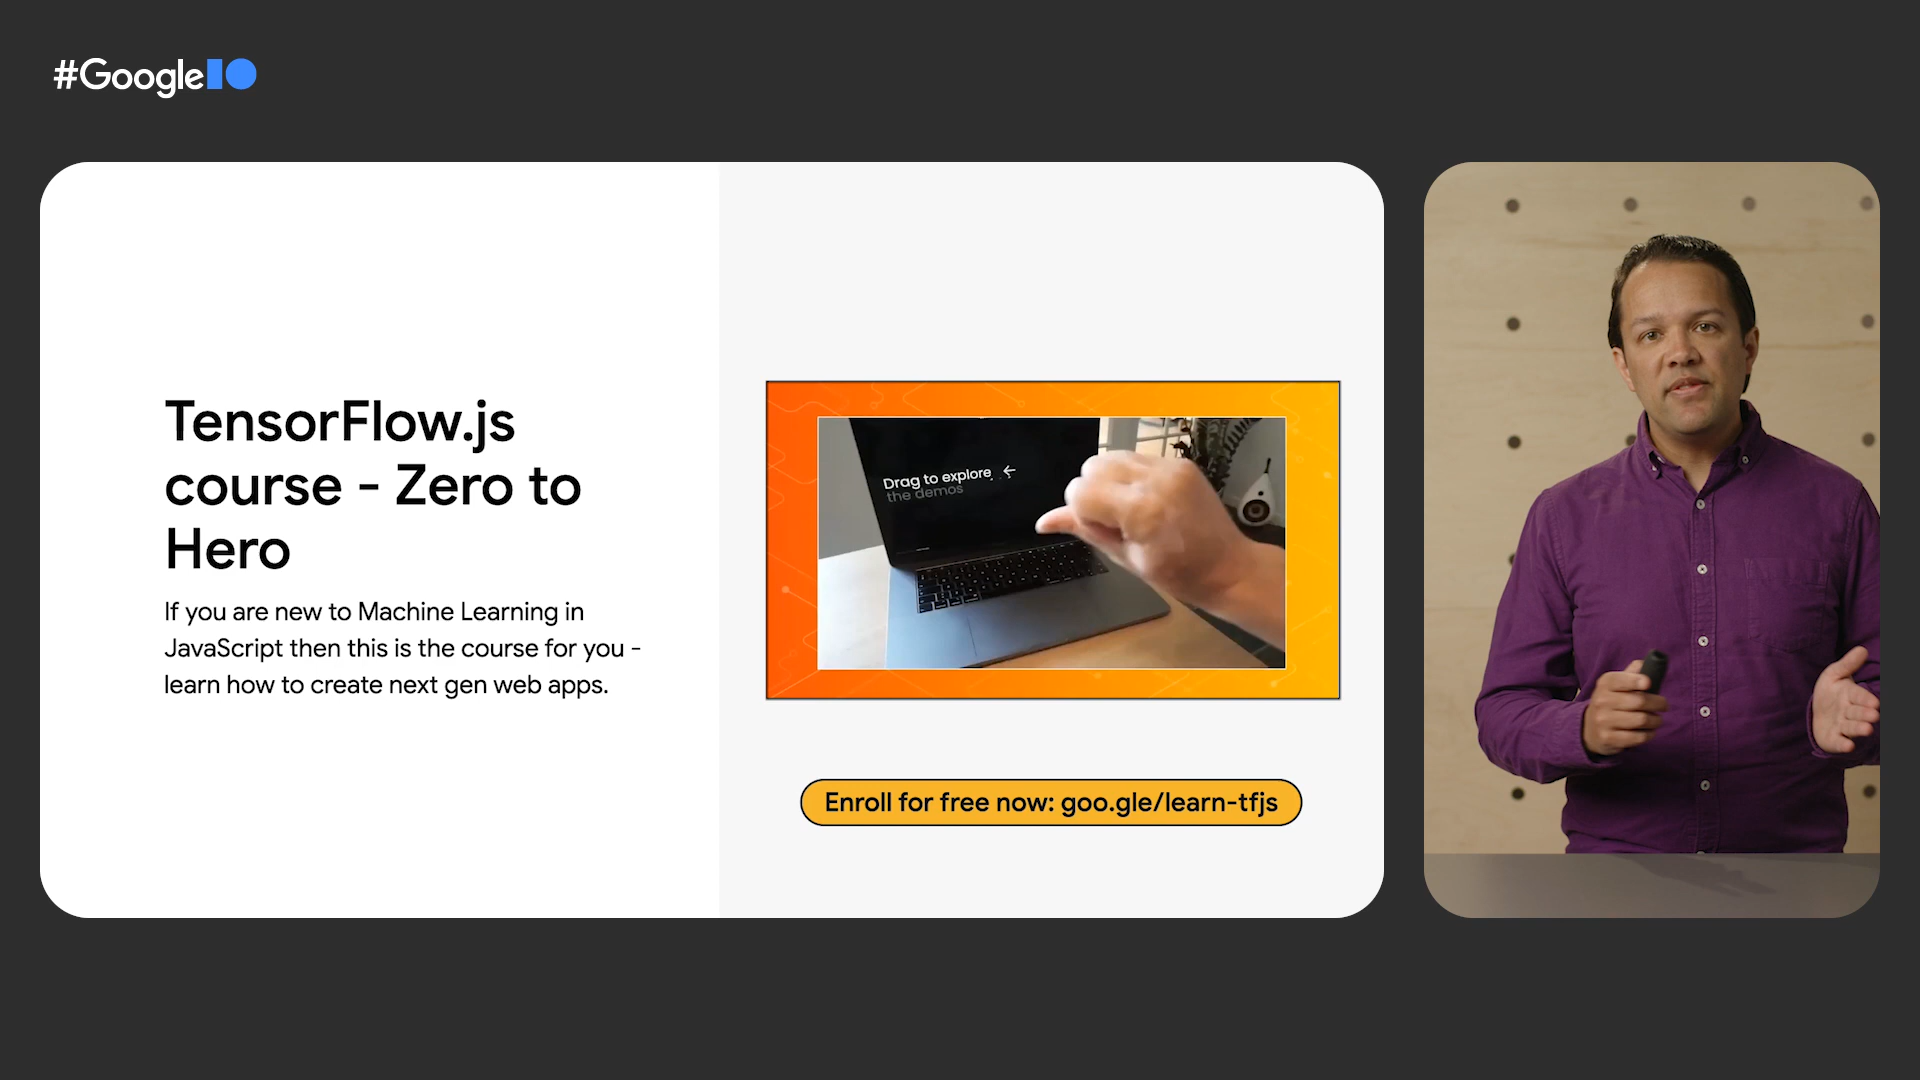 #GoogleIO
TensorFlow.js
course - Zero to
Hero
If you are new to Machine Learning in
JavaScript then this is the course for you -
learn how to create next gen web apps.
Drag to explore ←
the demos
Enroll for free now: goo.gle/learn-tfjs